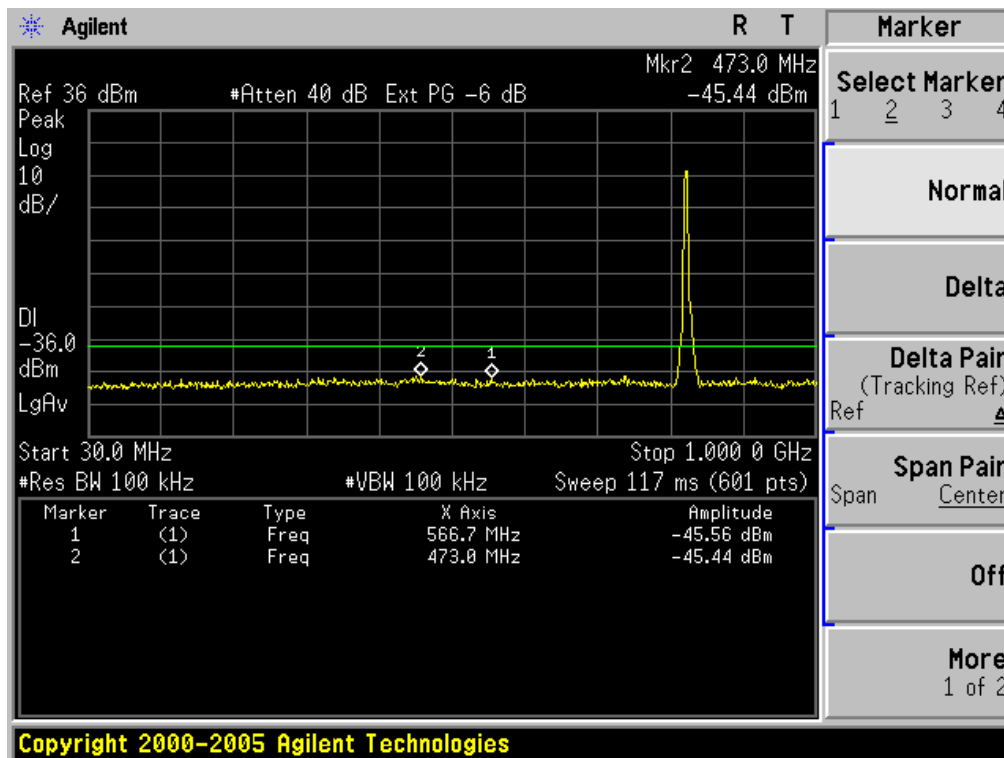 Agilent
R T
Marker
Mkr2 473.0 MHz
Ref 36 dBm #Atten 40 dB Ext PG -6 dB -45.44 dBm
Peak
Log
10
dB/
DI
-36.0
dBm
LgAv
2 1
Start 30.0 MHz Stop 1.000 0 GHz
#Res BW 100 kHz #VBW 100 kHz Sweep 117 ms (601 pts)
Marker Trace Type X Axis Amplitude
1 (1) Freq 566.7 MHz -45.56 dBm
2 (1) Freq 473.0 MHz -45.44 dBm
Select Marker
1 2 3 4
Normal
Delta
Delta Pair
(Tracking Ref)
Ref Δ
Span Pair
Span Center
Off
More
1 of 2
Copyright 2000-2005 Agilent Technologies